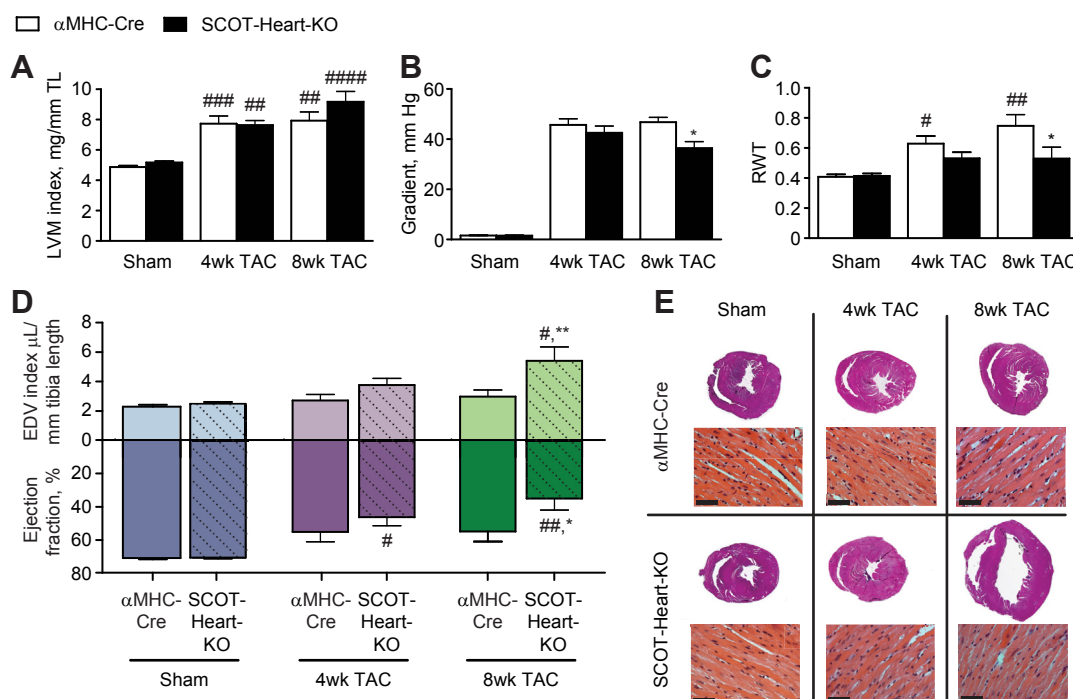 αMHC-Cre SCOT-Heart-KO
A
LVM index, mg/mm TL
10
8
6
4
2
0
### ## ## ####
Sham 4wk TAC 8wk TAC
B
Gradient, mm Hg
60
40
20
0
*
Sham 4wk TAC 8wk TAC
C
RWT
1.0
0.8
0.6
0.4
0.2
0
# ## *
Sham 4wk TAC 8wk TAC
D
EDV index μL/
mm tibia length
8
6
4
2
0
Ejection
fraction, %
20
40
60
80
#,**
#
##,*
αMHC-
Cre
SCOT-
Heart-
KO
αMHC-
Cre
SCOT-
Heart-
KO
αMHC-
Cre
SCOT-
Heart-
KO
Sham 4wk TAC 8wk TAC
E
Sham 4wk TAC 8wk TAC
αMHC-Cre
SCOT-Heart-KO